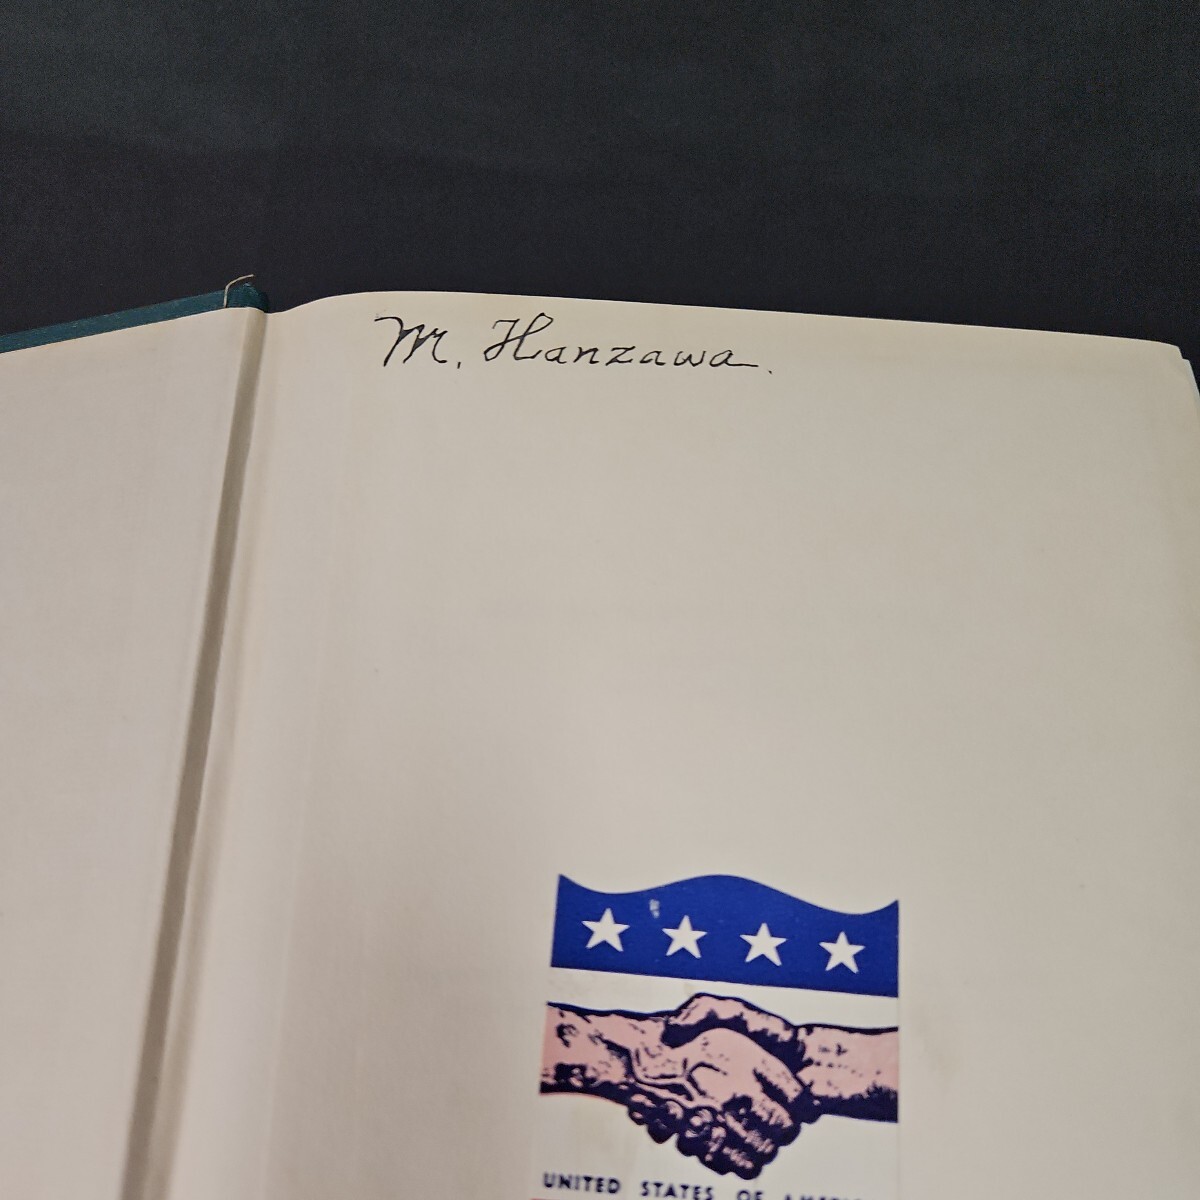 M. Hanzawa.
UNITED STATES OF